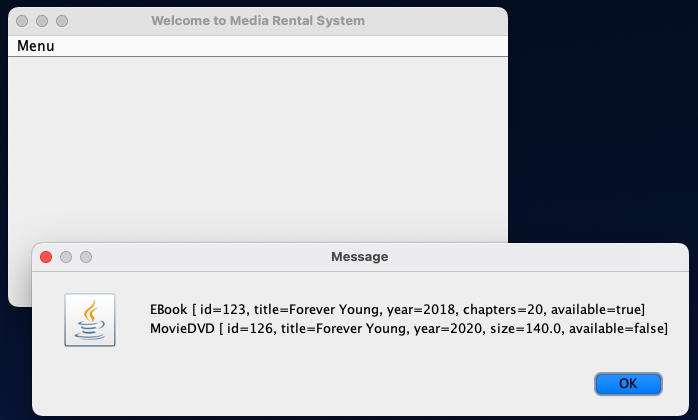 Welcome to Media Rental System
Menu
Message
EBook [ id=123, title=Forever Young, year=2018, chapters=20, available=true]
MovieDVD [ id=126, title=Forever Young, year=2020, size=140.0, available=false]
OK